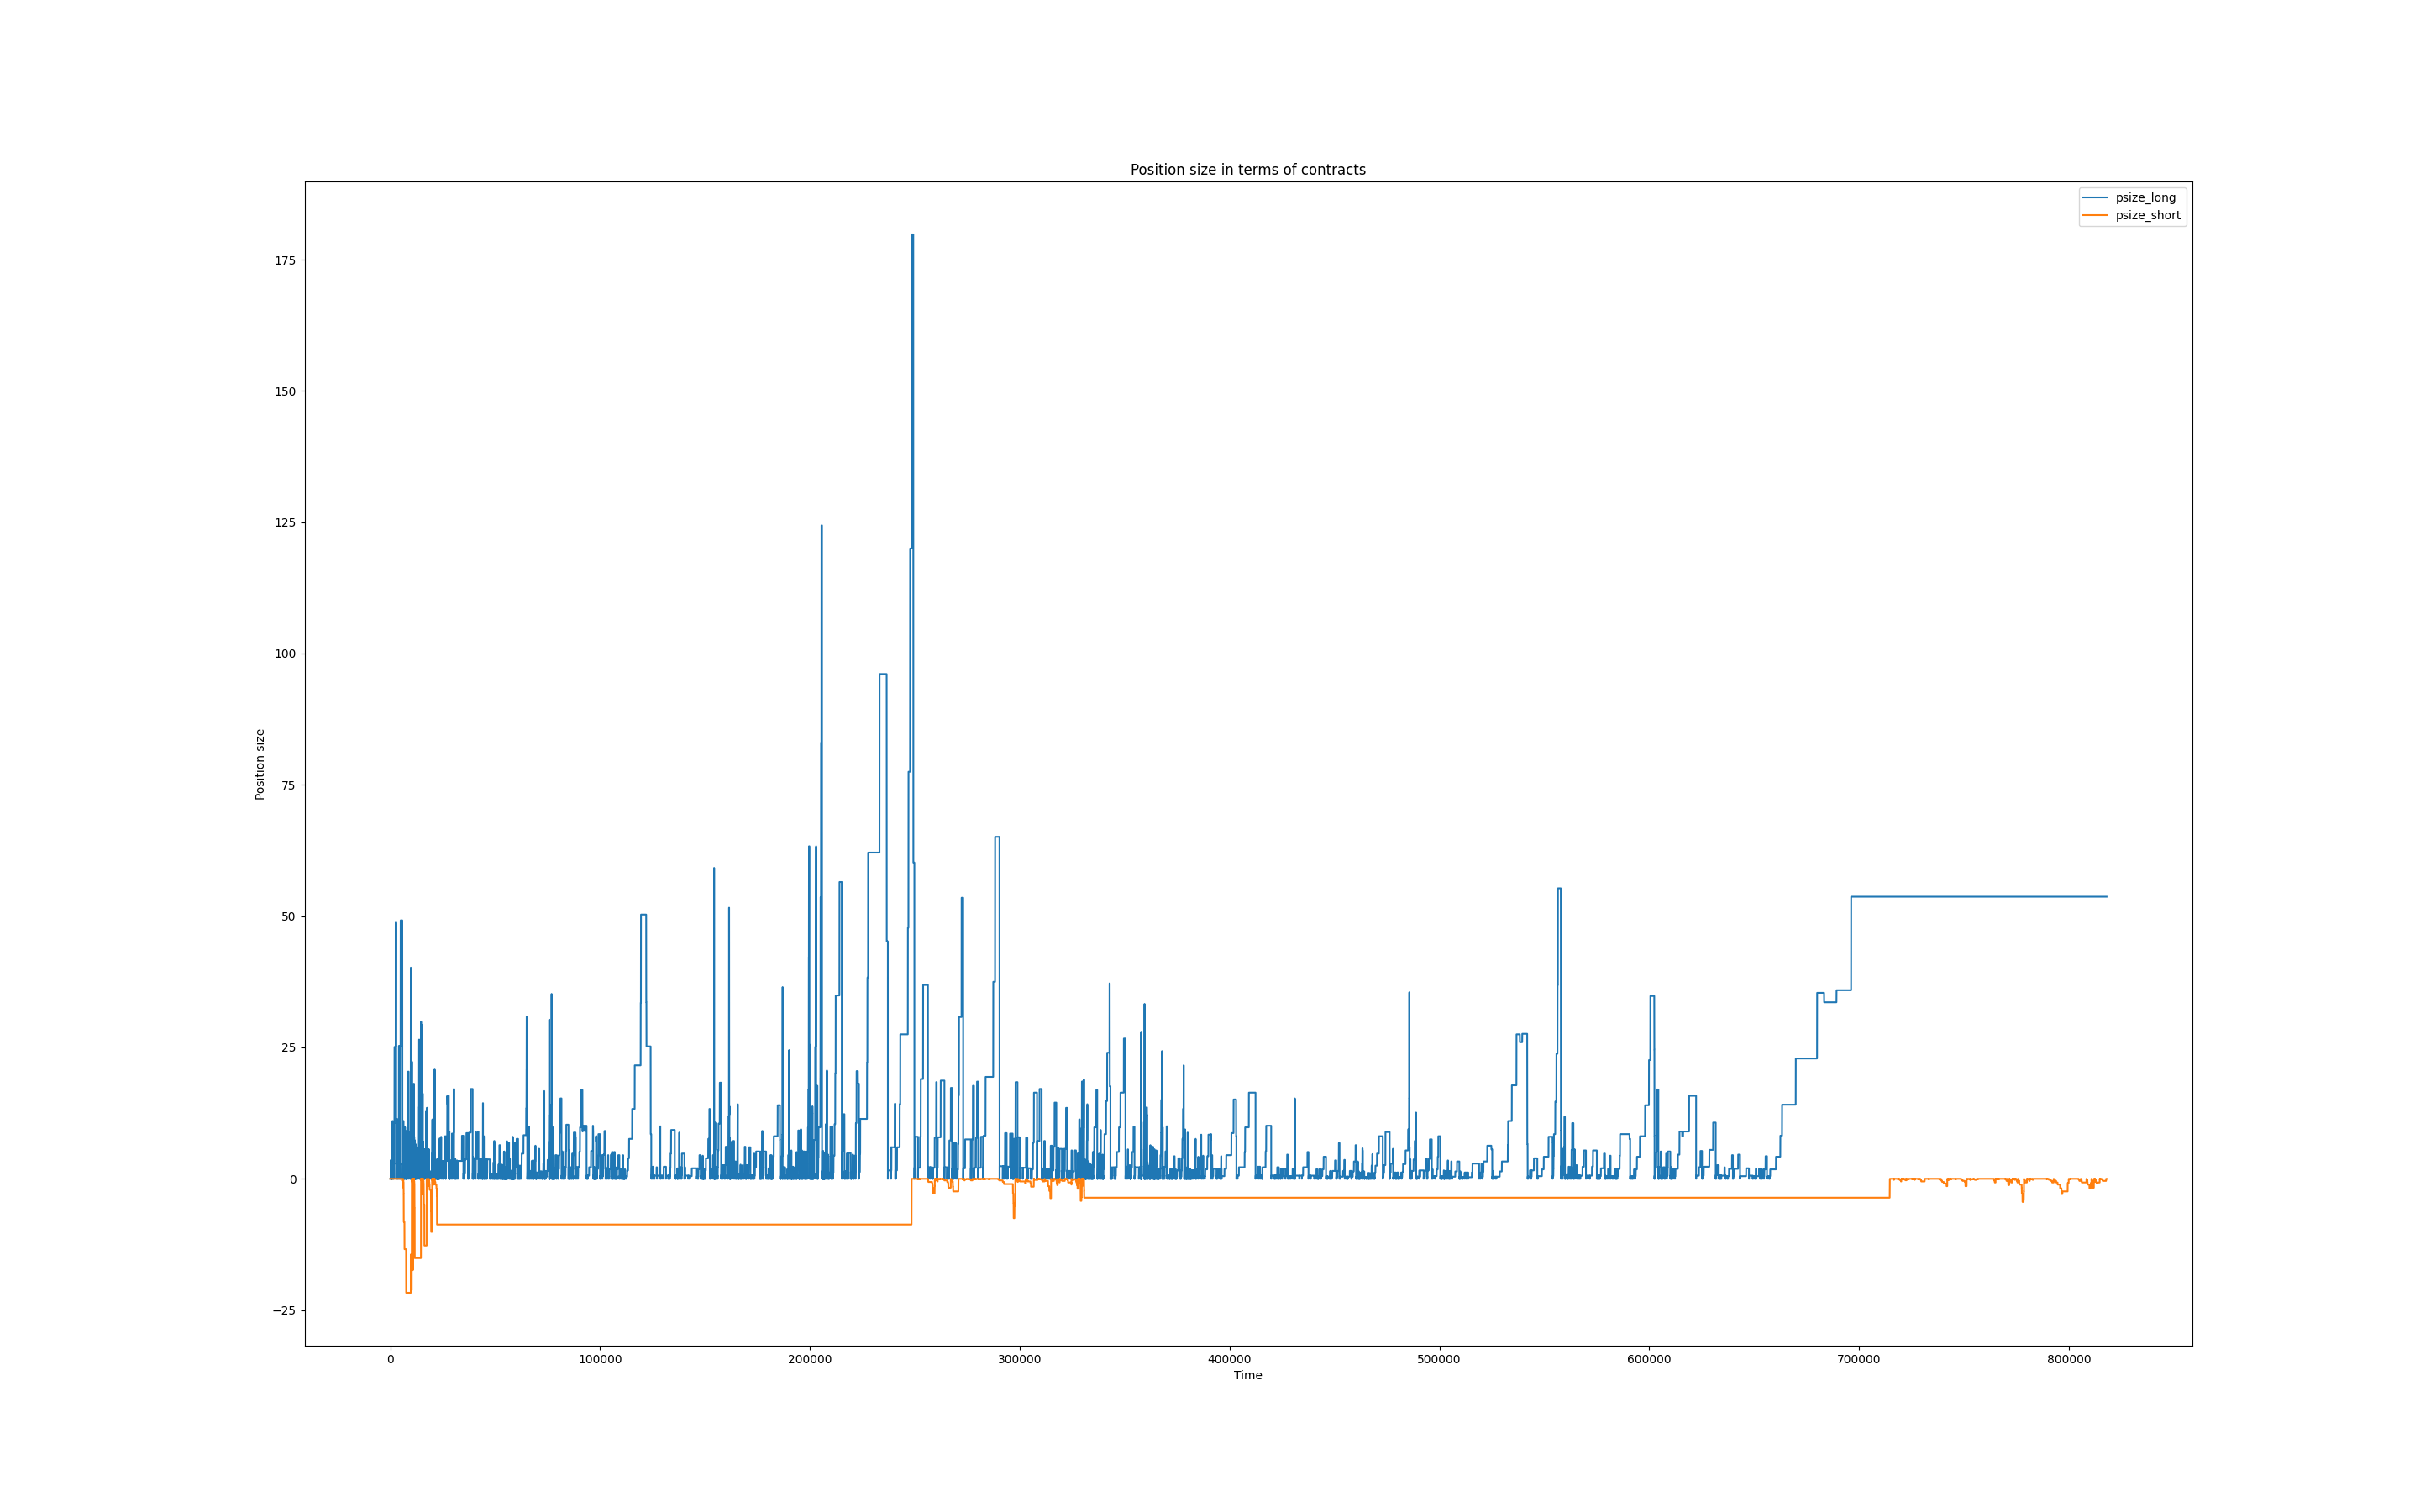 Position size in terms of contracts
psize_long
psize_short
175
150
125
100
75
50
25
0
−25
Position size
0 100000 200000 300000 400000 500000 600000 700000 800000
Time